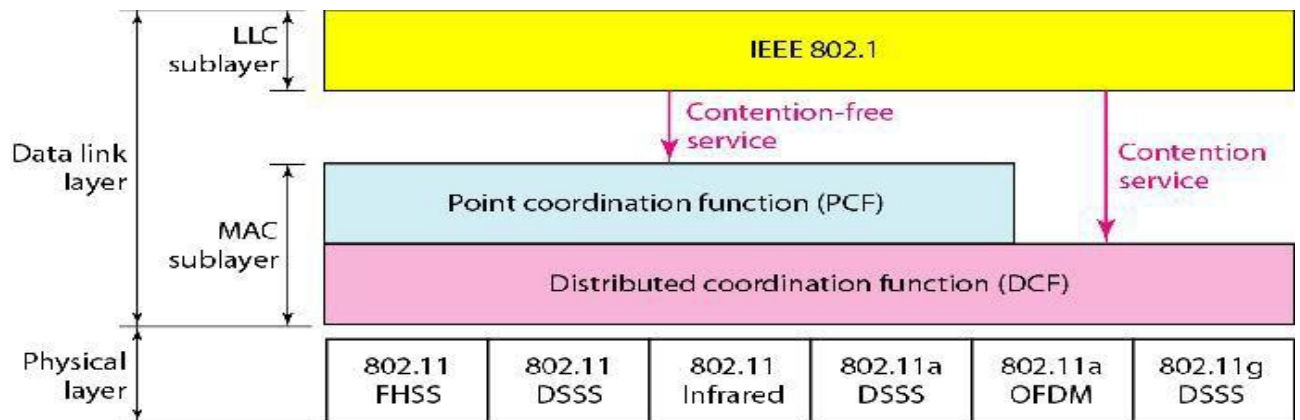 LLC
sublayer
IEEE 802.1
Contention-free
service
Data link
layer
Contention
service
Point coordination function (PCF)
MAC
sublayer
Distributed coordination function (DCF)
Physical
layer
802.11
FHSS
802.11
DSSS
802.11
Infrared
802.11a
DSSS
802.11a
OFDM
802.11g
DSSS